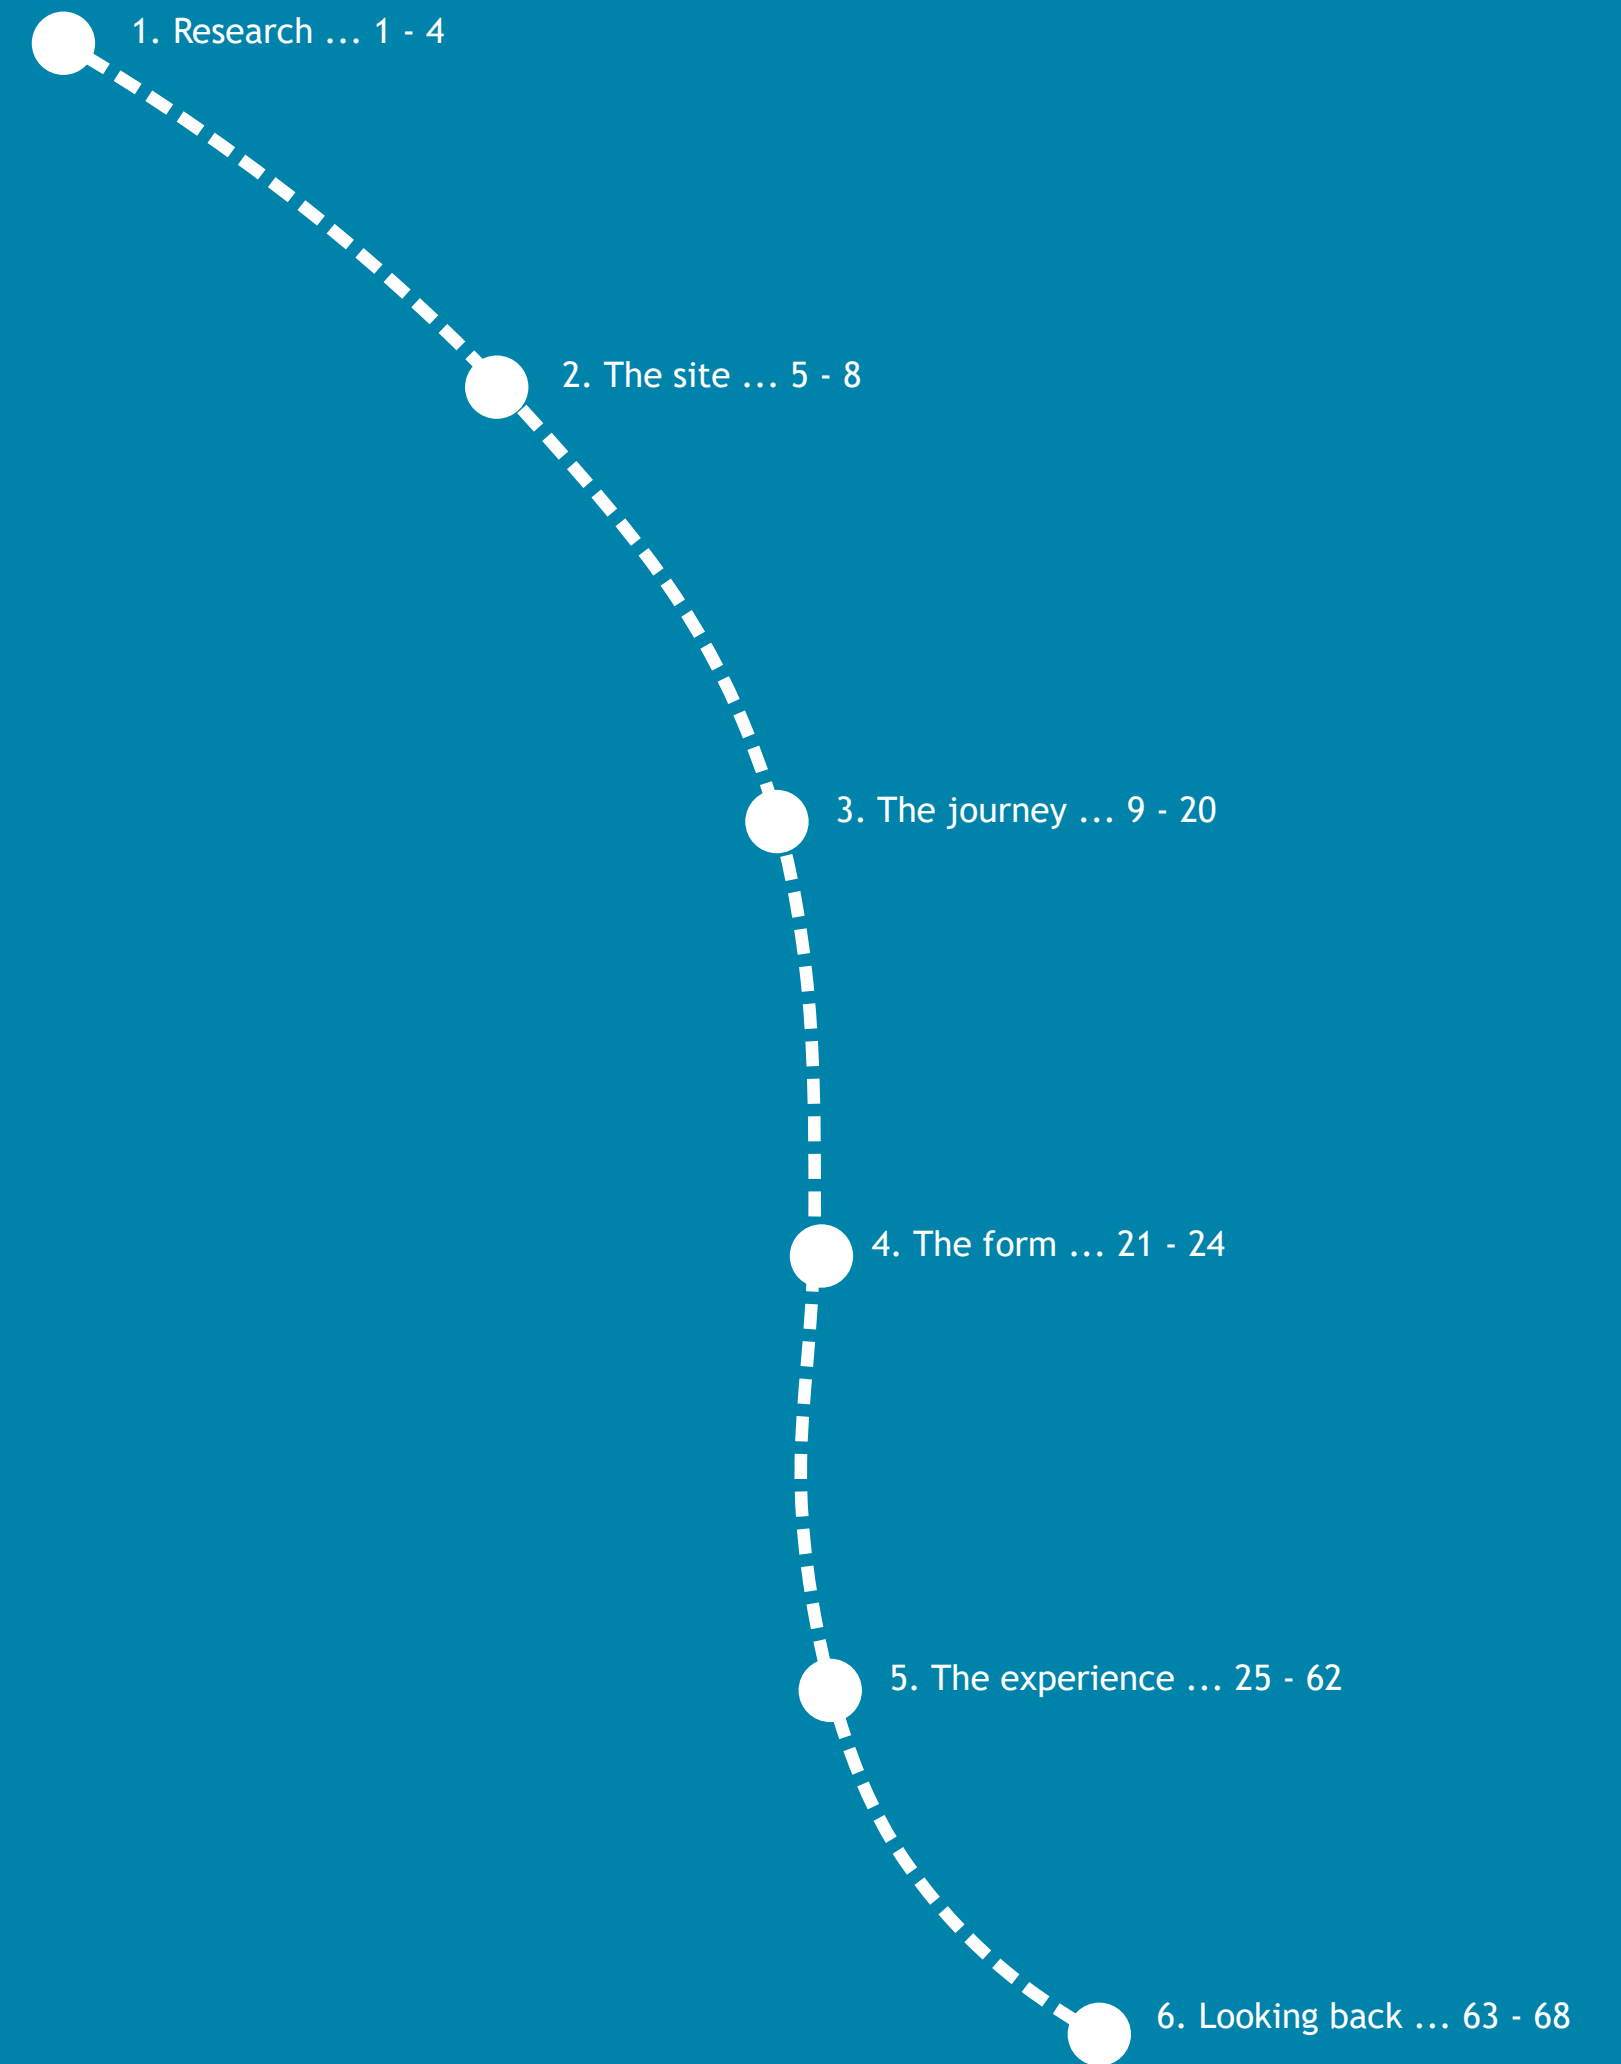 1. Research ... 1 - 4
2. The site ... 5 - 8
3. The journey ... 9 - 20
4. The form ... 21 - 24
5. The experience ... 25 - 62
6. Looking back ... 63 - 68